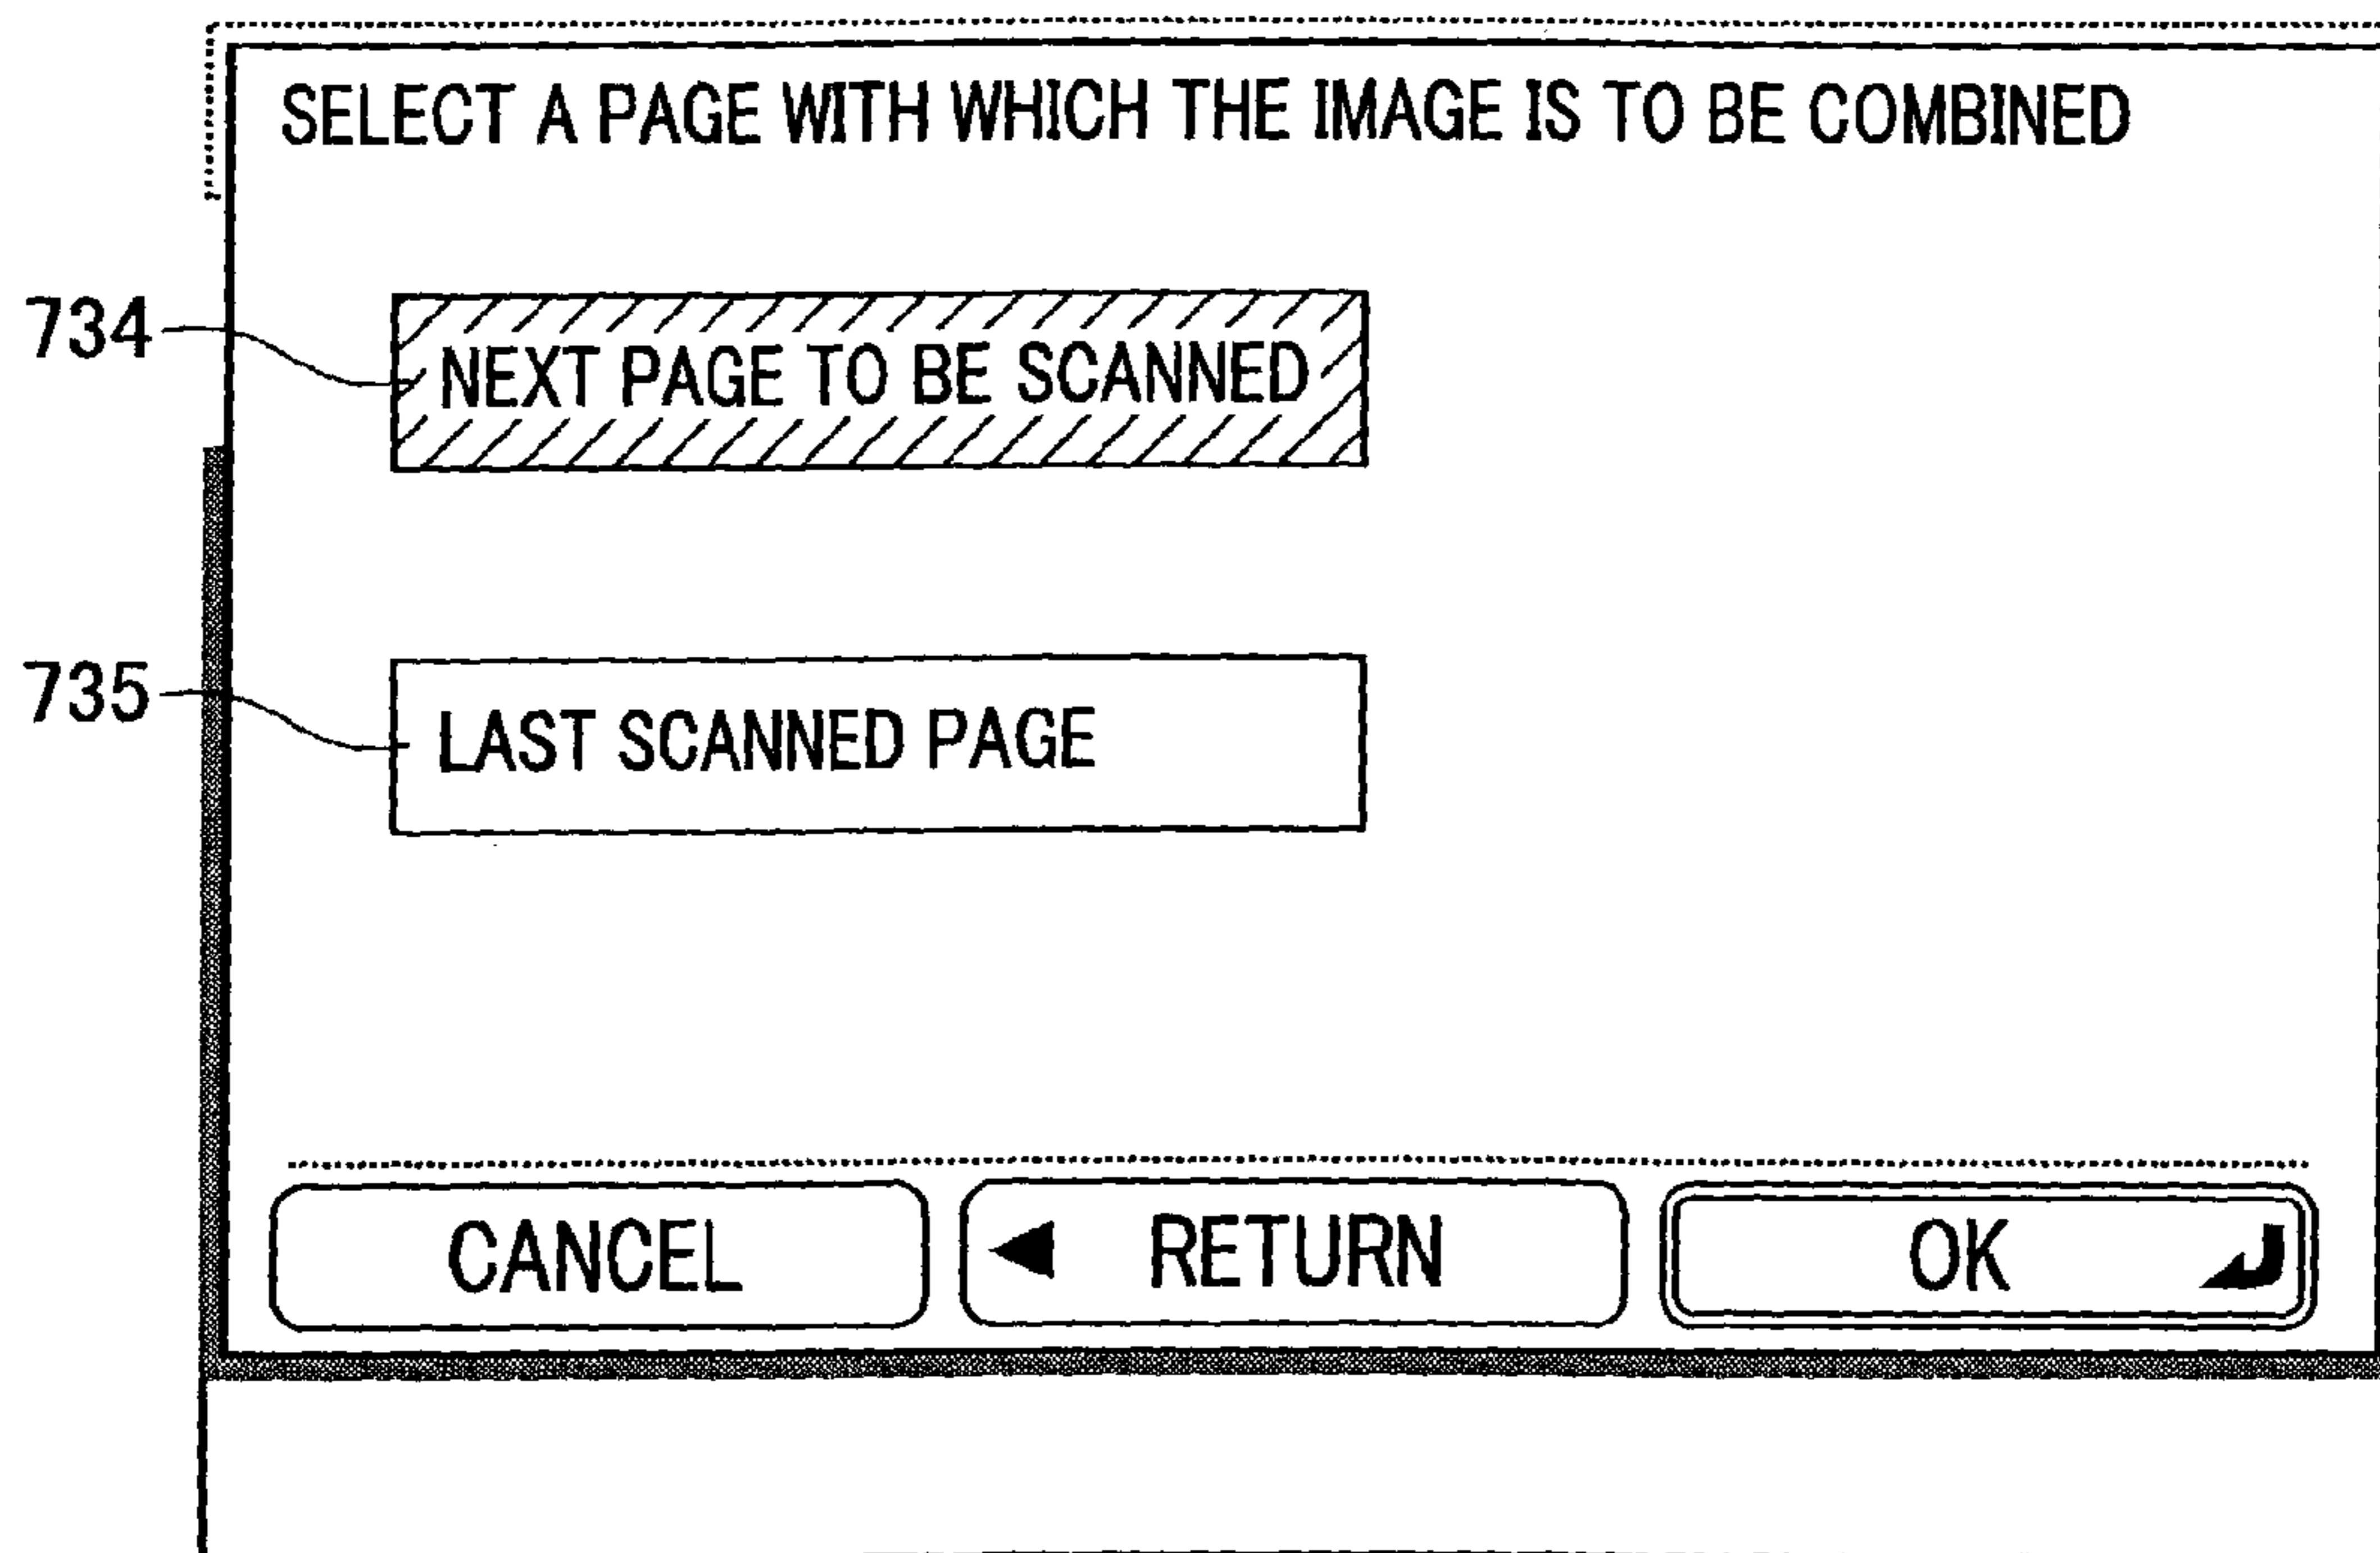 SELECT A PAGE WITH WHICH THE IMAGE IS TO BE COMBINED
734
NEXT PAGE TO BE SCANNED
735
LAST SCANNED PAGE
CANCEL
RETURN
OK